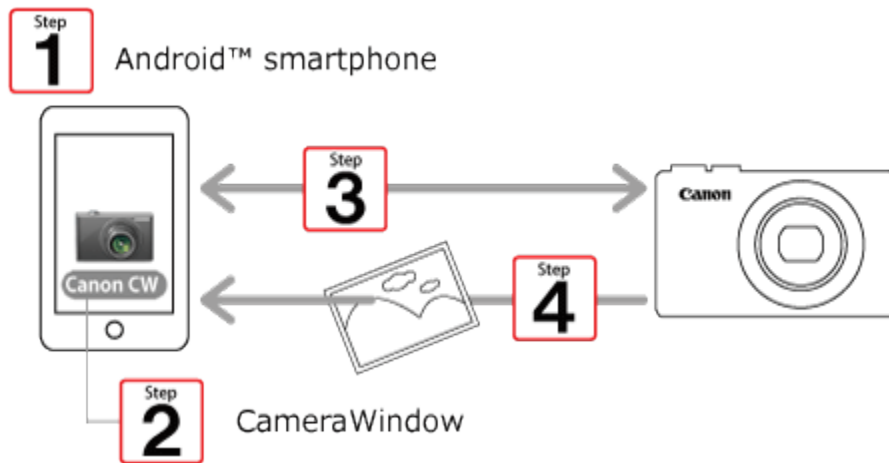 Step
1
Android™ smartphone
Step
3
Canon
Canon CW
Step
4
Step
2
CameraWindow